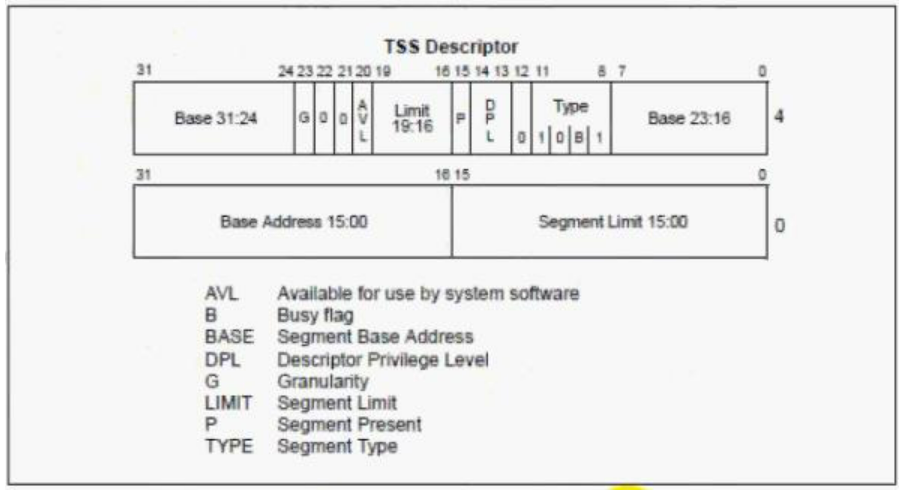 TSS Descriptor
31 24 23 22 21 20 19 16 15 14 13 12 11 8 7 0
Base 31:24 G 0 0 AVL Limit 19:16 P DPL 0 Type 1 0 B 1 Base 23:16 4
31 16 15 0
Base Address 15:00 Segment Limit 15:00 0
AVL Available for use by system software
B Busy flag
BASE Segment Base Address
DPL Descriptor Privilege Level
G Granularity
LIMIT Segment Limit
P Segment Present
TYPE Segment Type